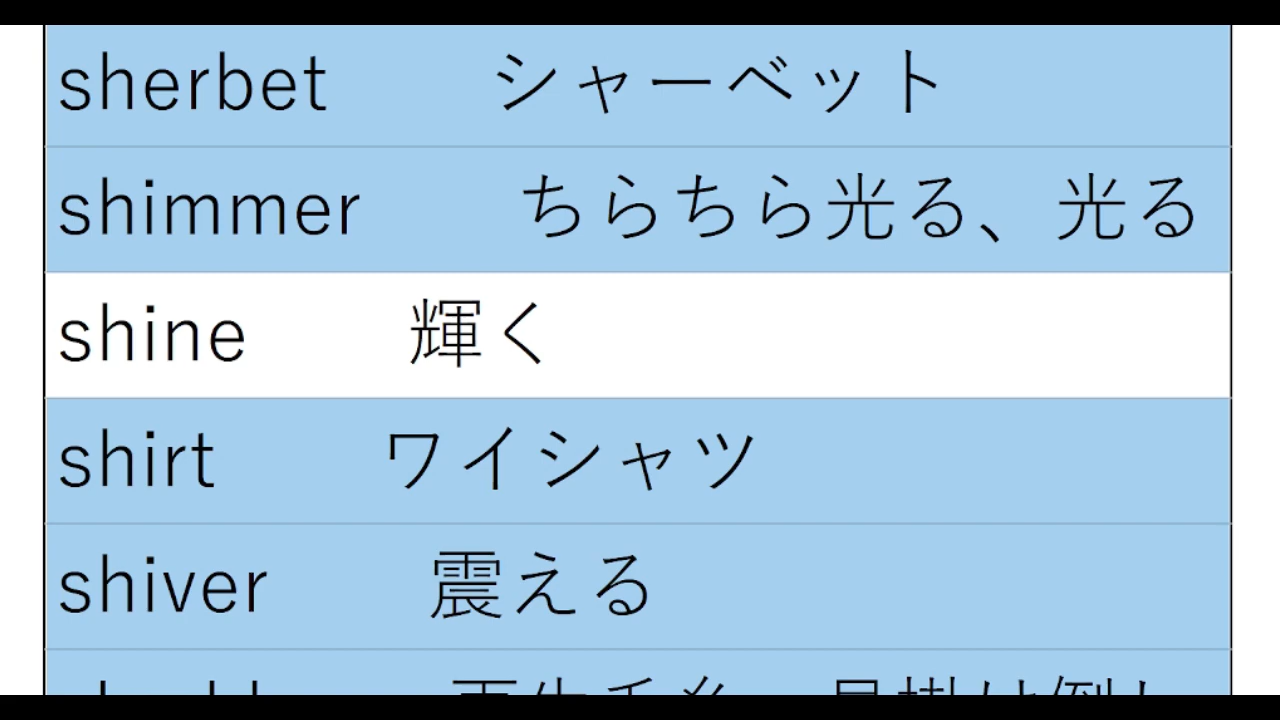 sherbet シャーベット
shimmer ちらちら光る、光る
shine 輝く
shirt ワイシャツ
shiver 震える